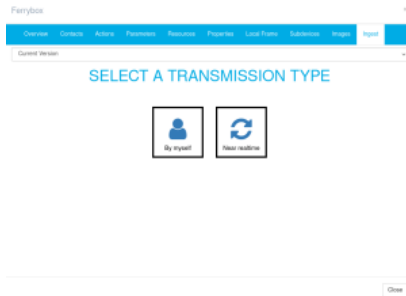 Ferrybox
Overview Contacts Actions Parameters Resources Properties Local Frame Subdevices Images Ingest
Current Version
SELECT A TRANSMISSION TYPE
By myself Near realtime
Close